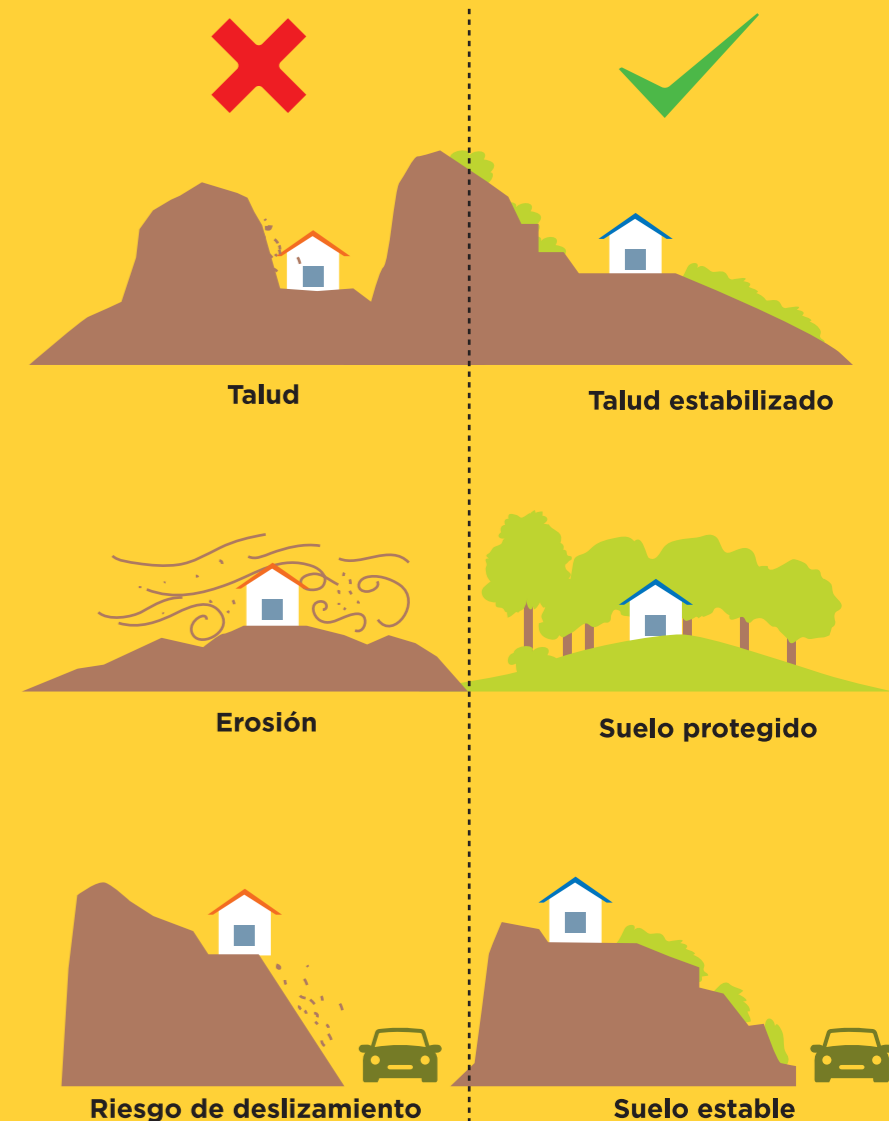 Talud
Talud estabilizado
Erosión
Suelo protegido
Riesgo de deslizamiento
Suelo estable